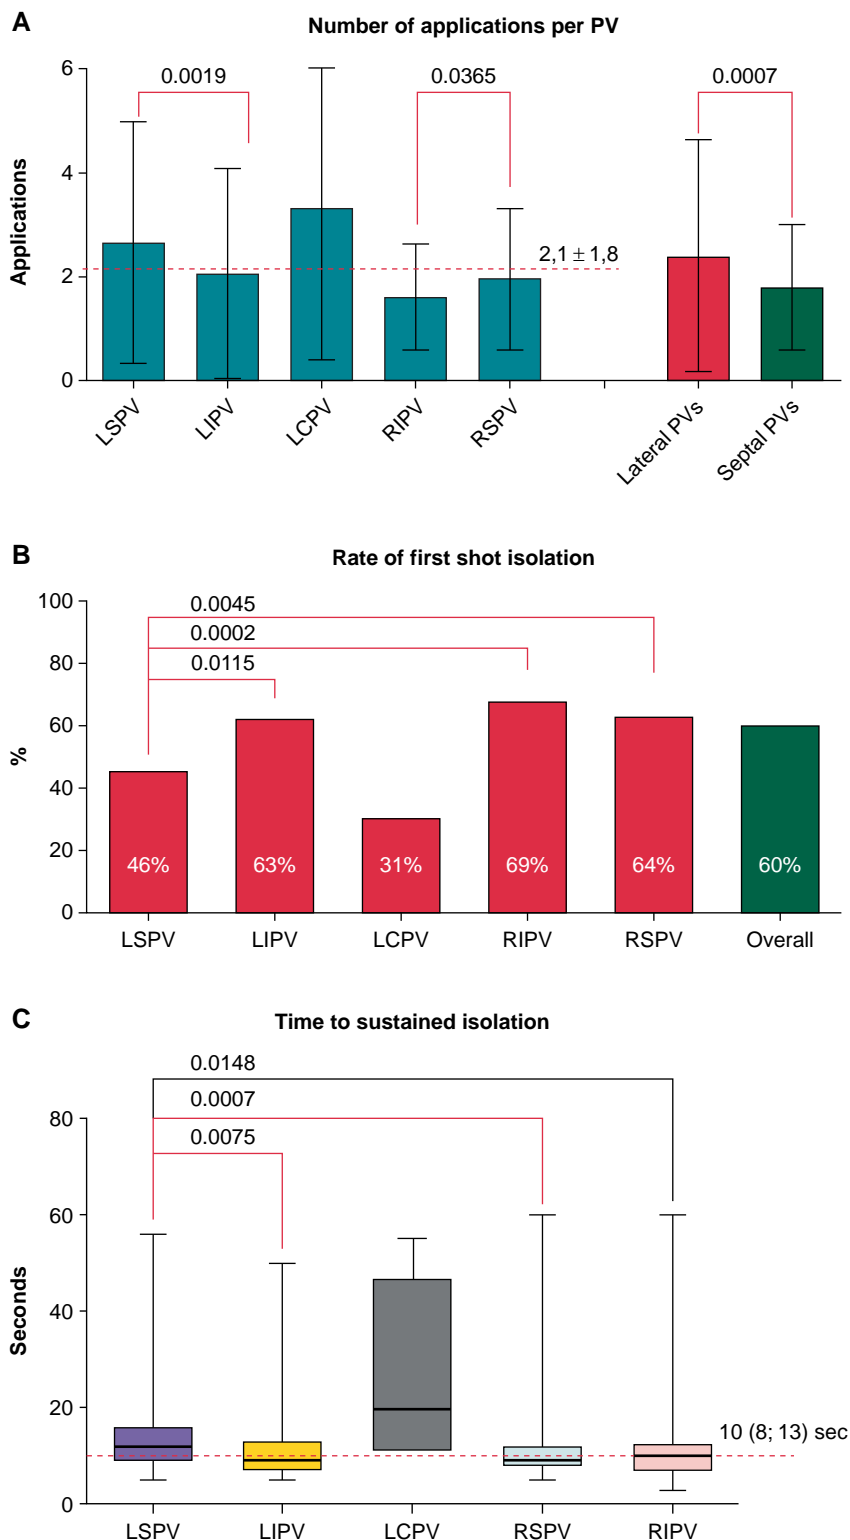 A
Number of applications per PV
Applications
6
4
2
0
0.0019
0.0365
0.0007
2,1 ± 1,8
LSPV
LIPV
LCPV
RIPV
RSPV
Lateral PVs
Septal PVs
B
Rate of first shot isolation
%
100
80
60
40
20
0
0.0045
0.0002
0.0115
46%
63%
31%
69%
64%
60%
LSPV
LIPV
LCPV
RIPV
RSPV
Overall
C
Time to sustained isolation
Seconds
80
60
40
20
0
0.0148
0.0007
0.0075
10 (8; 13) sec
LSPV
LIPV
LCPV
RSPV
RIPV